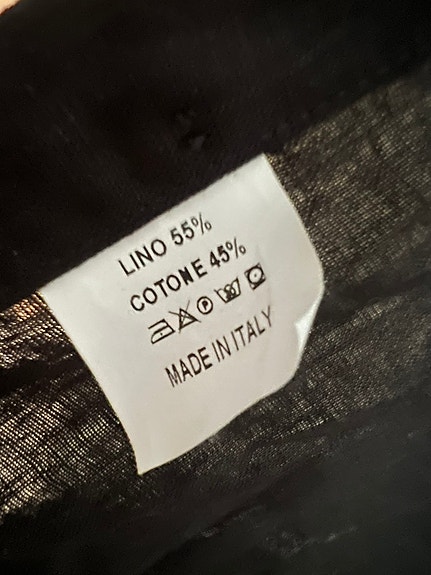 LINO 55%
COTONE 45%
P
MADE IN ITALY